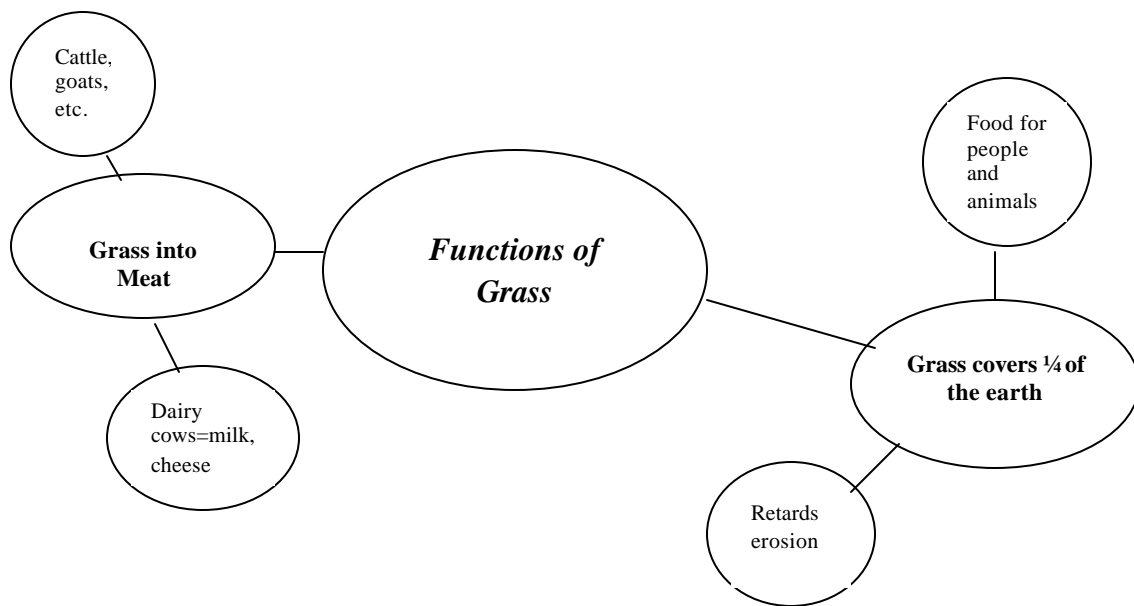 Cattle,
goats,
etc.
Grass into
Meat
Dairy
cows=milk,
cheese
Functions of
Grass
Food for
people
and
animals
Grass covers ¼ of
the earth
Retards
erosion